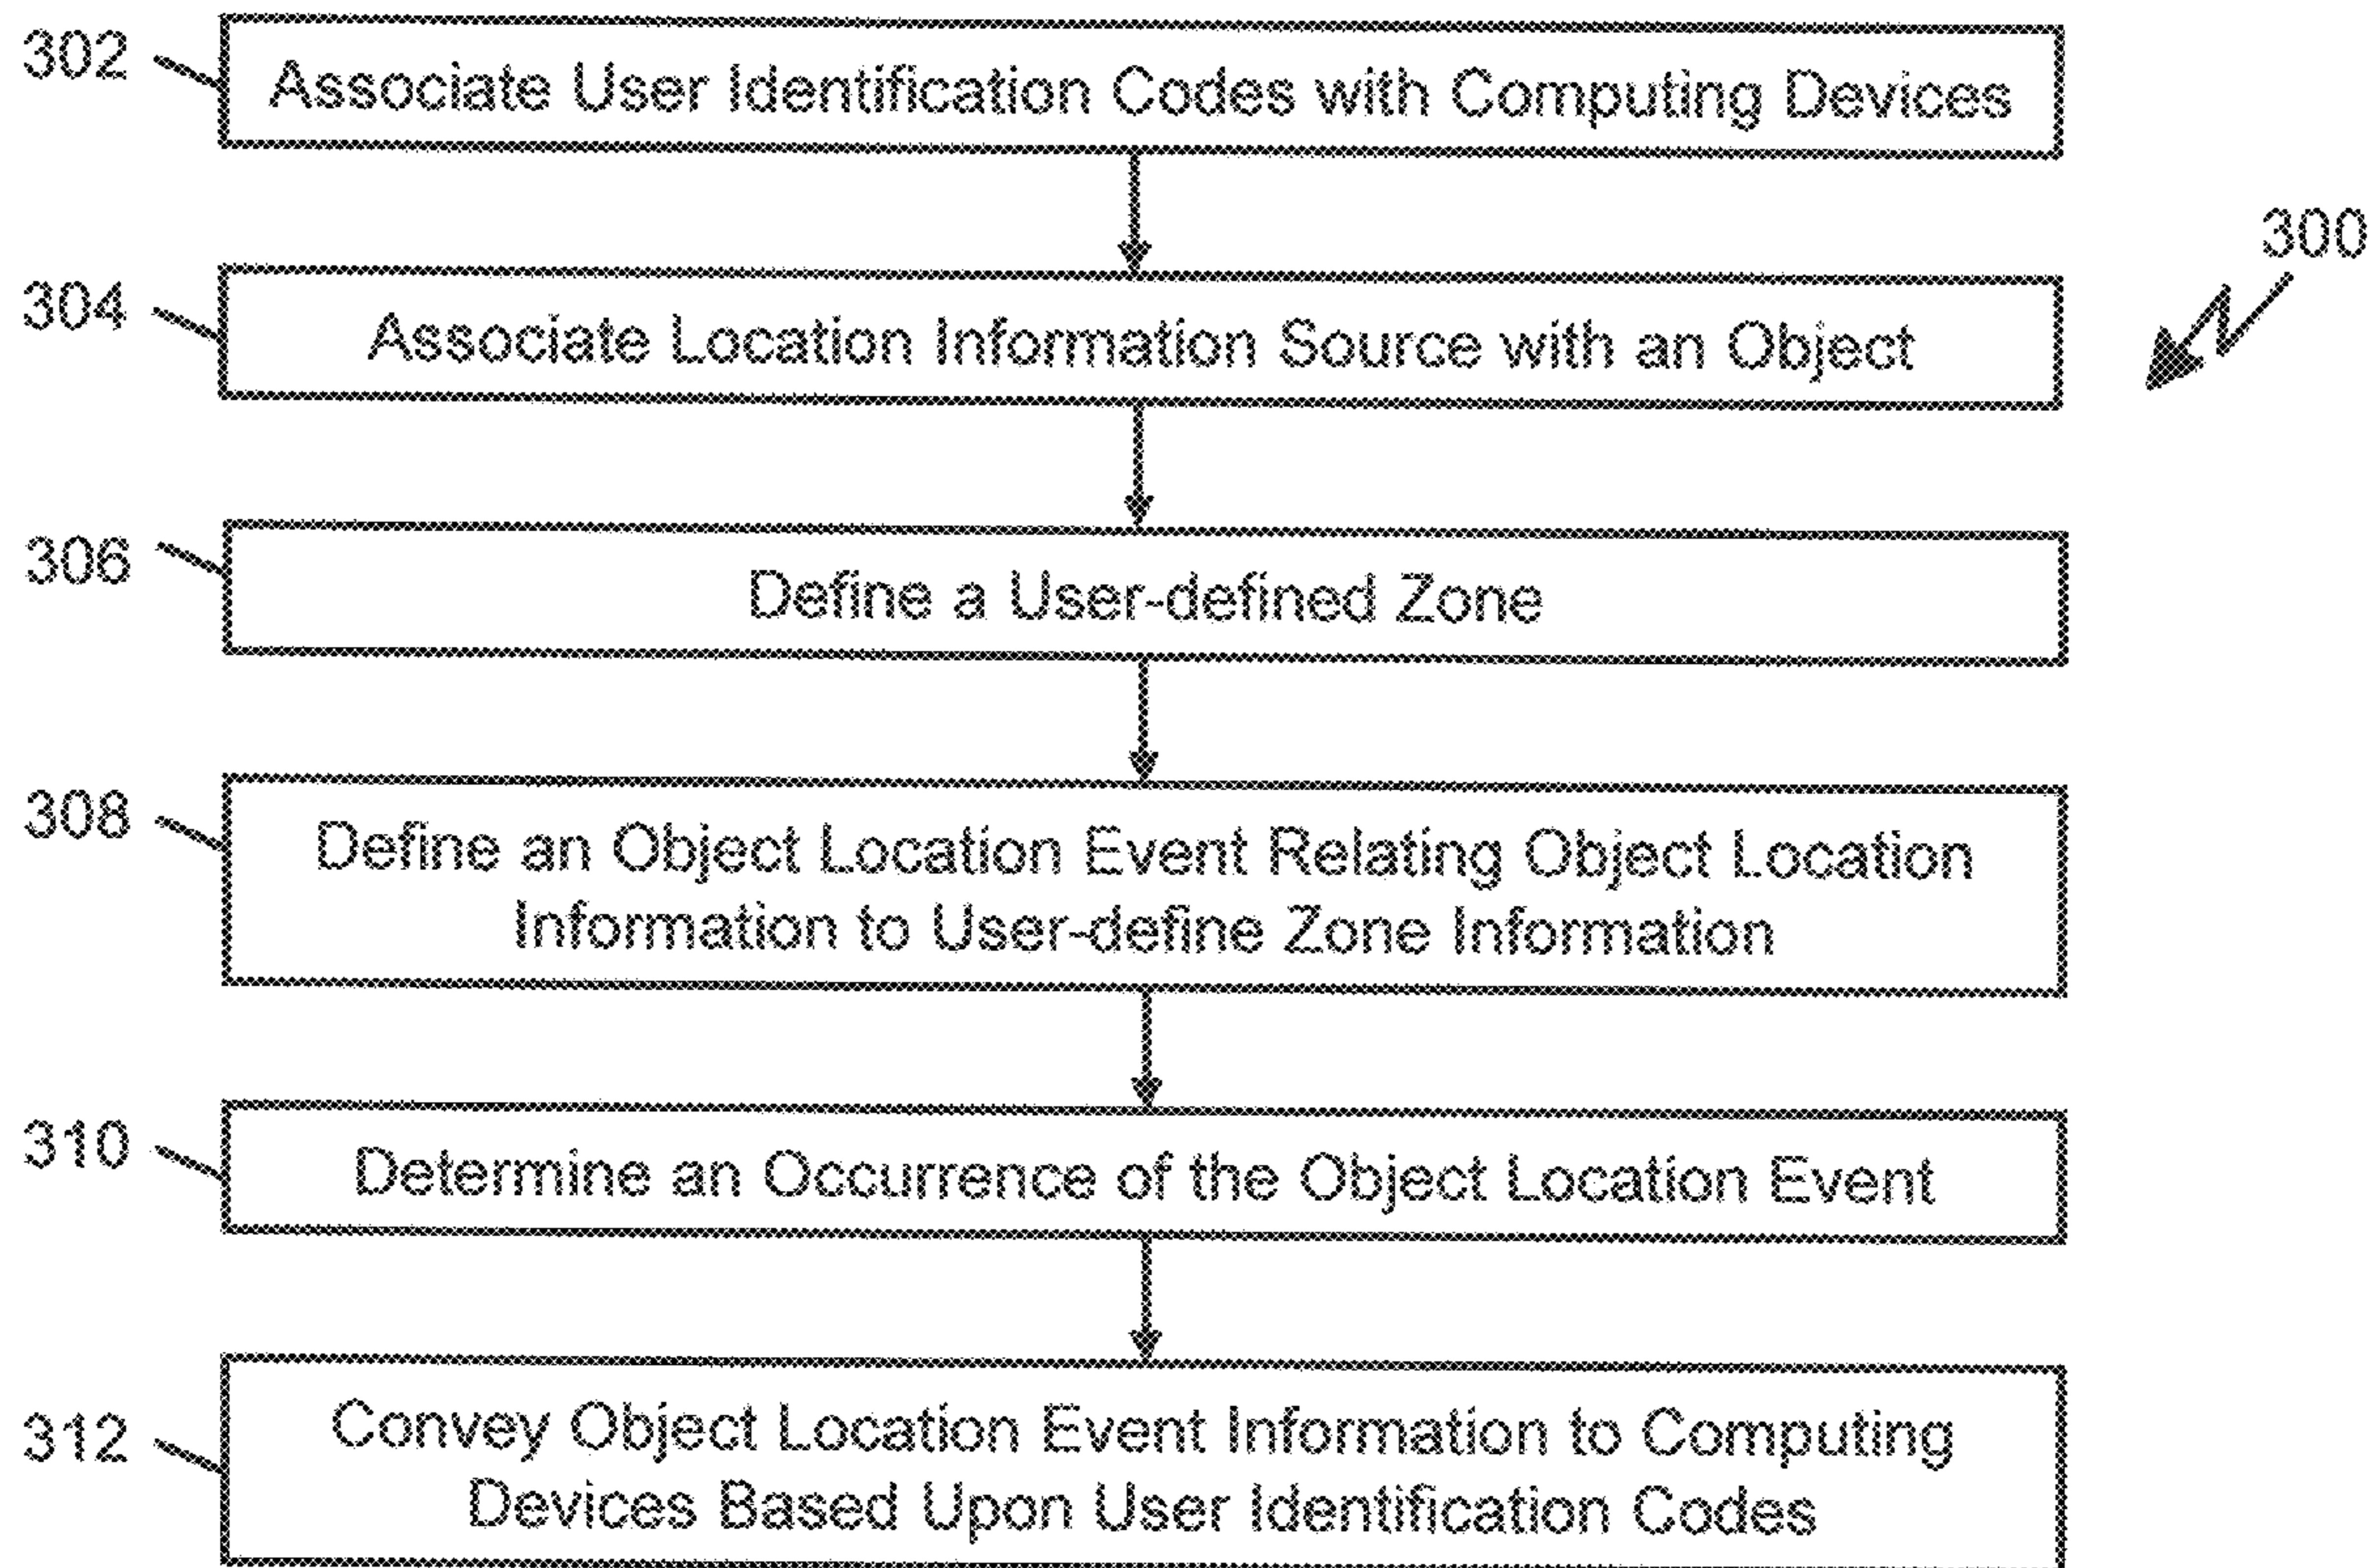 302
Associate User Identification Codes with Computing Devices
300
304
Associate Location Information Source with an Object
306
Define a User-defined Zone
308
Define an Object Location Event Relating Object Location
Information to User-define Zone Information
310
Determine an Occurrence of the Object Location Event
312
Convey Object Location Event Information to Computing
Devices Based Upon User Identification Codes